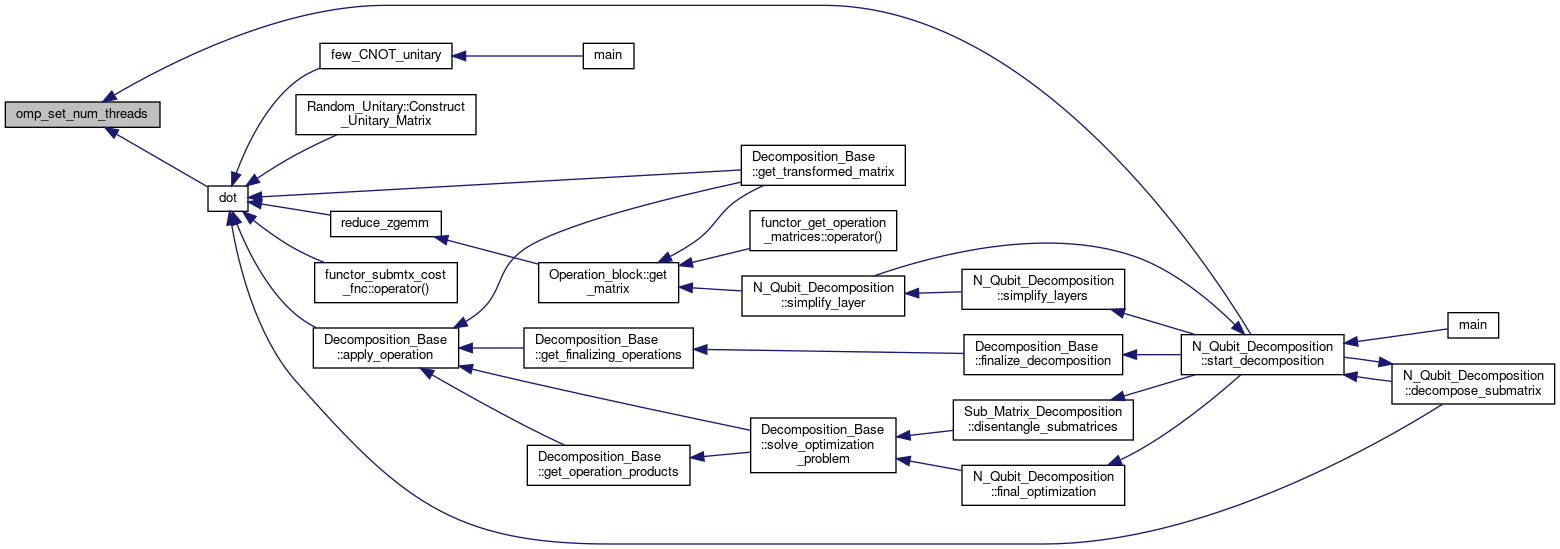 omp_set_num_threads
dot
few_CNOT_unitary
main
Random_Unitary::Construct
_Unitary_Matrix
Decomposition_Base
::get_transformed_matrix
reduce_zgemm
functor_submtx_cost
_fnc::operator()
Operation_block::get
_matrix
functor_get_operation
_matrices::operator()
N_Qubit_Decomposition
::simplify_layer
N_Qubit_Decomposition
::simplify_layers
Decomposition_Base
::apply_operation
Decomposition_Base
::get_finalizing_operations
Decomposition_Base
::finalize_decomposition
N_Qubit_Decomposition
::start_decomposition
main
N_Qubit_Decomposition
::decompose_submatrix
Decomposition_Base
::get_operation_products
Decomposition_Base
::solve_optimization
_problem
Sub_Matrix_Decomposition
::disentangle_submatrices
N_Qubit_Decomposition
::final_optimization